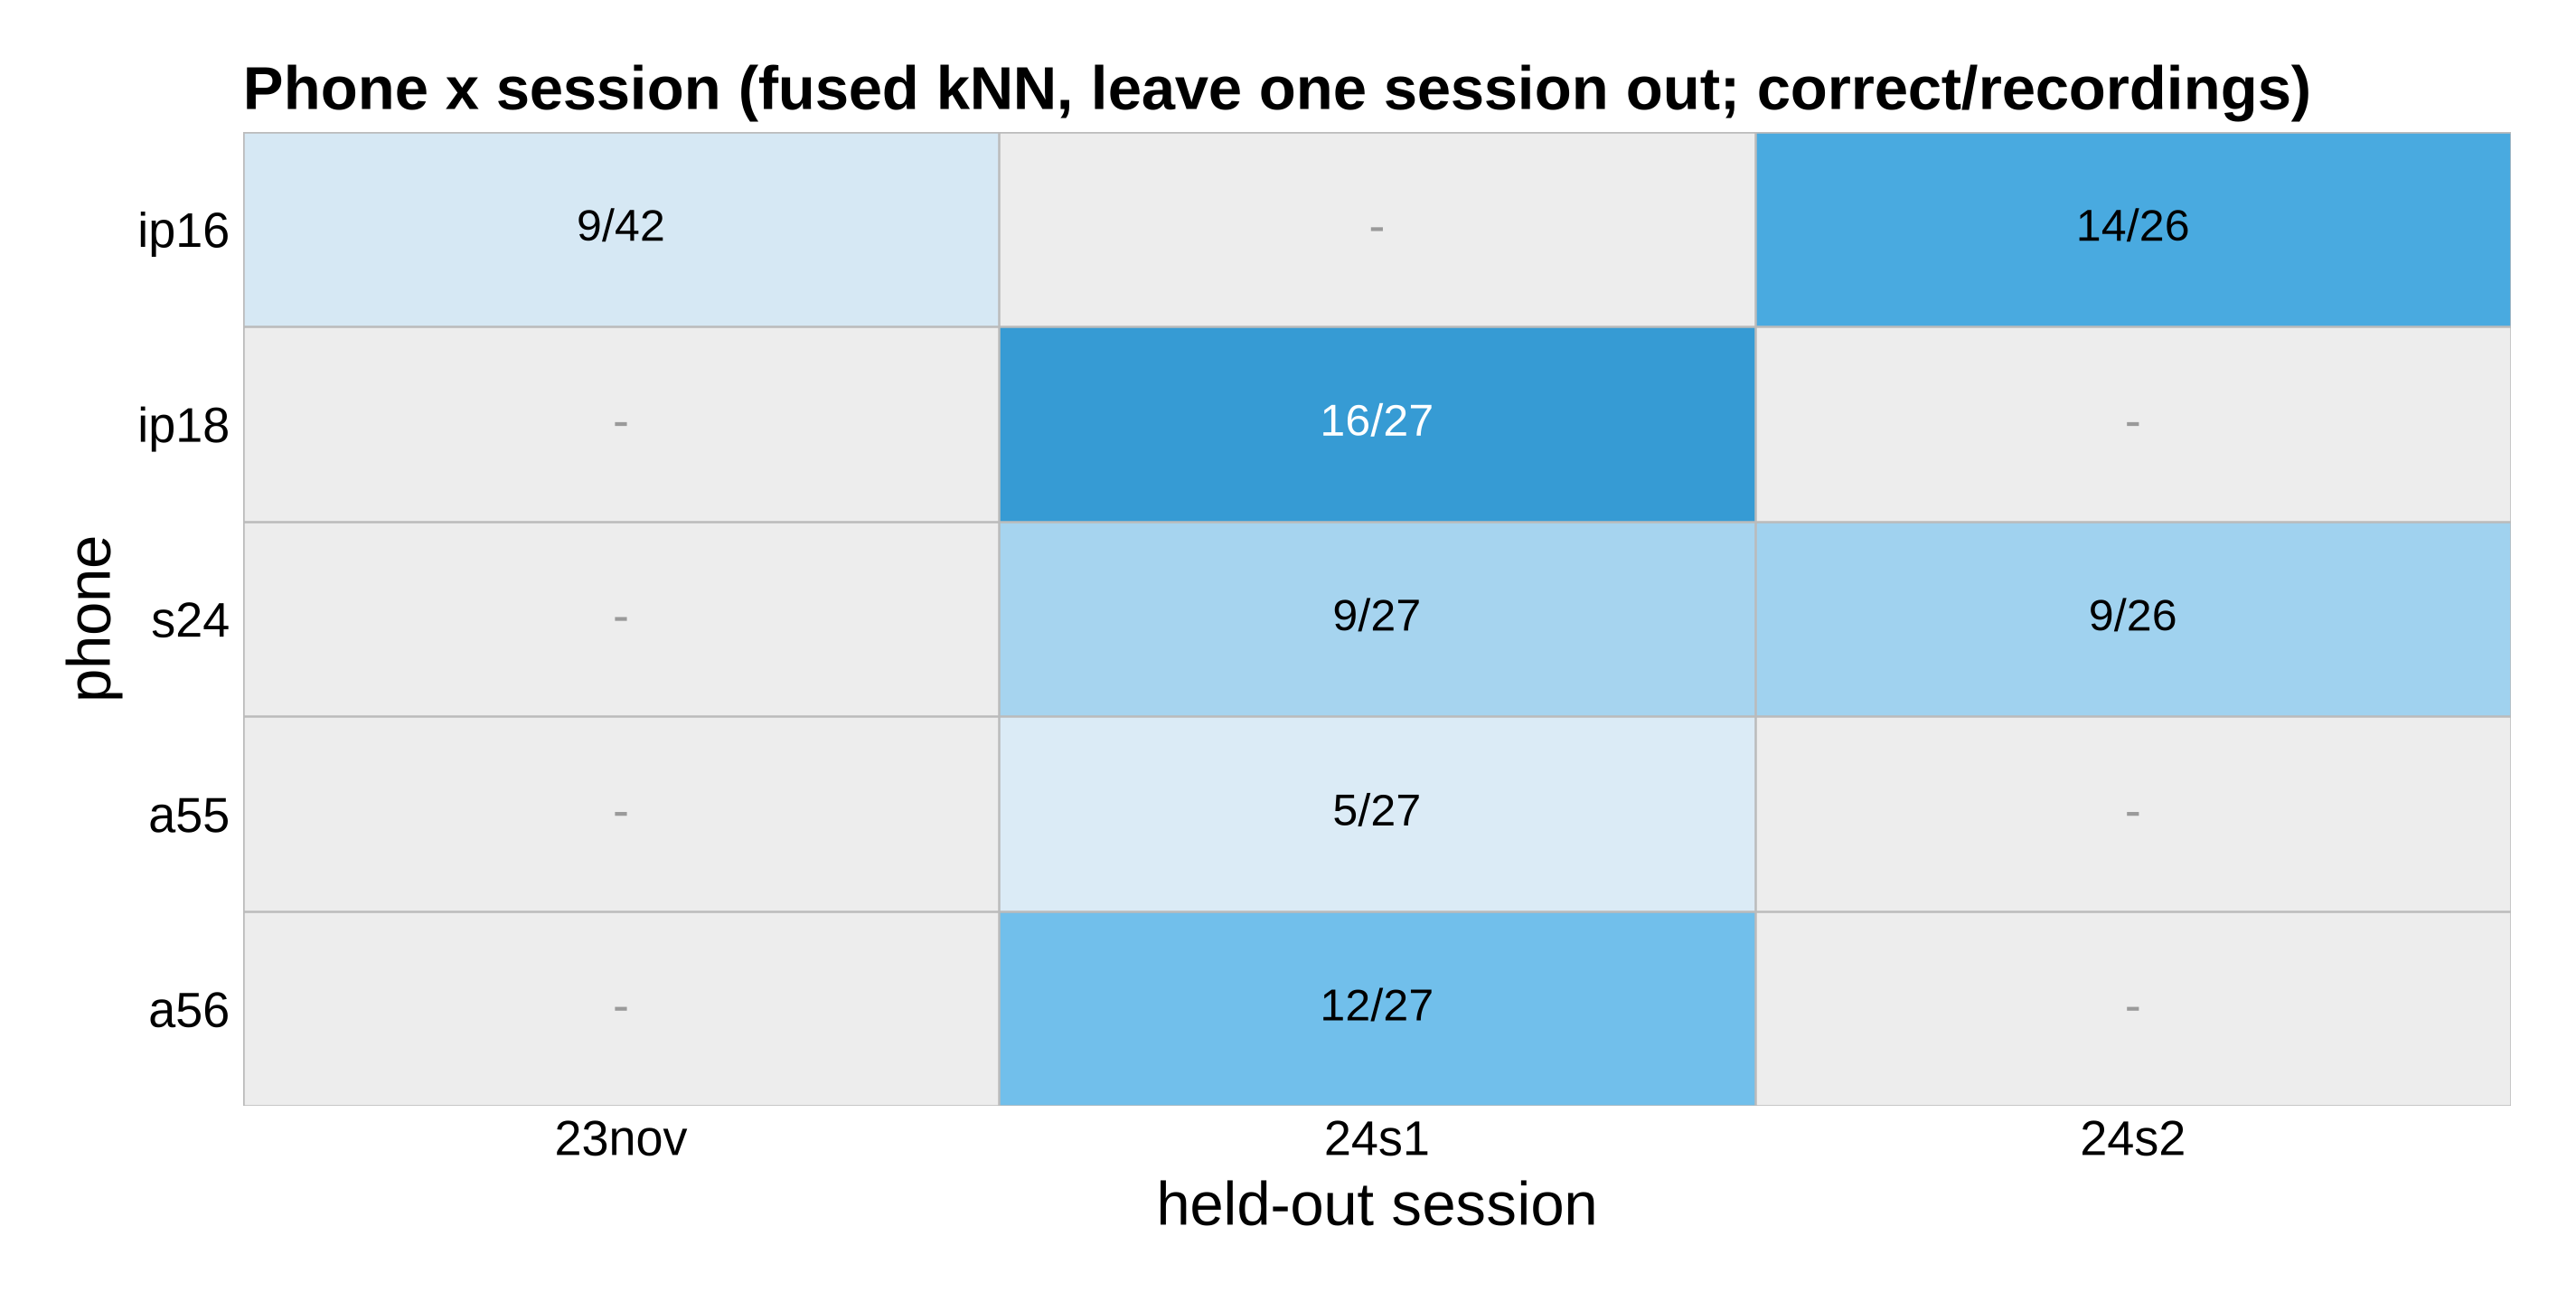 Phone x session (fused kNN, leave one session out; correct/recordings)
phone
ip16 9/42 - 14/26
ip18 - 16/27 -
s24 - 9/27 9/26
a55 - 5/27 -
a56 - 12/27 -
23nov 24s1 24s2
held-out session